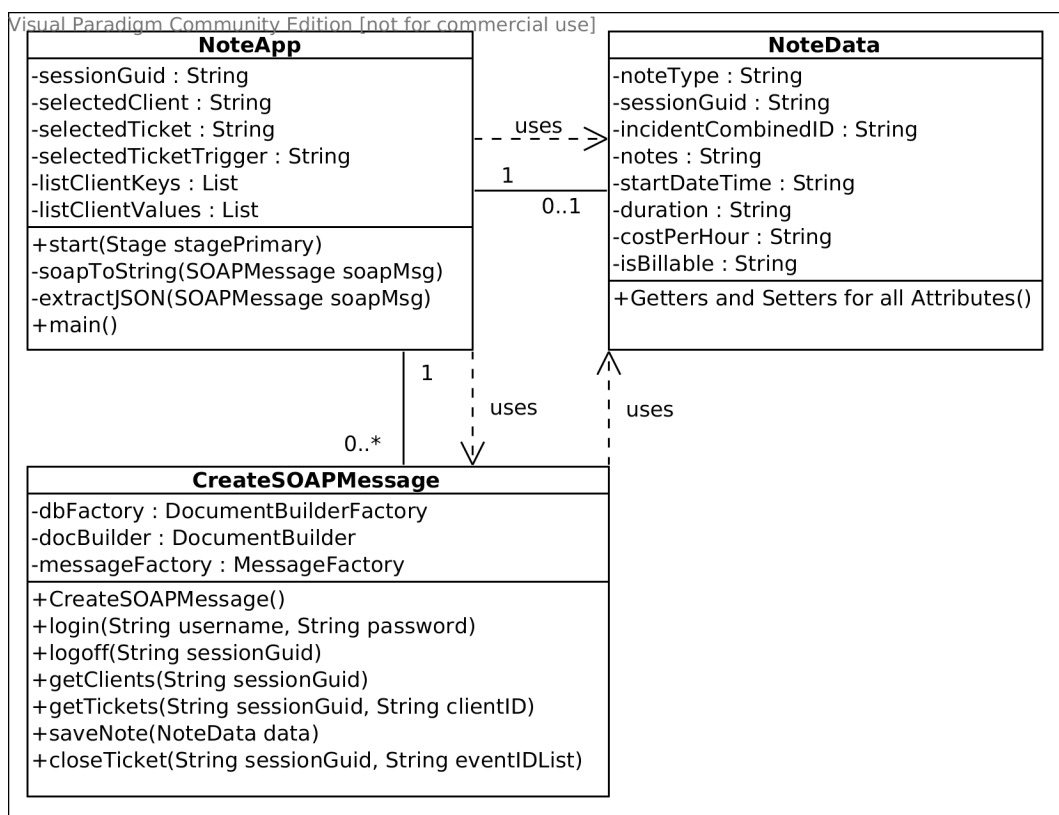 Visual Paradigm Community Edition [not for commercial use]
NoteApp
-sessionGuid : String
-selectedClient : String
-selectedTicket : String
-selectedTicketTrigger : String
-listClientKeys : List
-listClientValues : List
+start(Stage stagePrimary)
-soapToString(SOAPMessage soapMsg)
-extractJSON(SOAPMessage soapMsg)
+main()
uses
1
0..1
NoteData
-noteType : String
-sessionGuid : String
-incidentCombinedID : String
-notes : String
-startDateTime : String
-duration : String
-costPerHour : String
-isBillable : String
+Getters and Setters for all Attributes()
1
uses
uses
0..*
CreateSOAPMessage
-dbFactory : DocumentBuilderFactory
-docBuilder : DocumentBuilder
-messageFactory : MessageFactory
+CreateSOAPMessage()
+login(String username, String password)
+logoff(String sessionGuid)
+getClients(String sessionGuid)
+getTickets(String sessionGuid, String clientID)
+saveNote(NoteData data)
+closeTicket(String sessionGuid, String eventIDList)